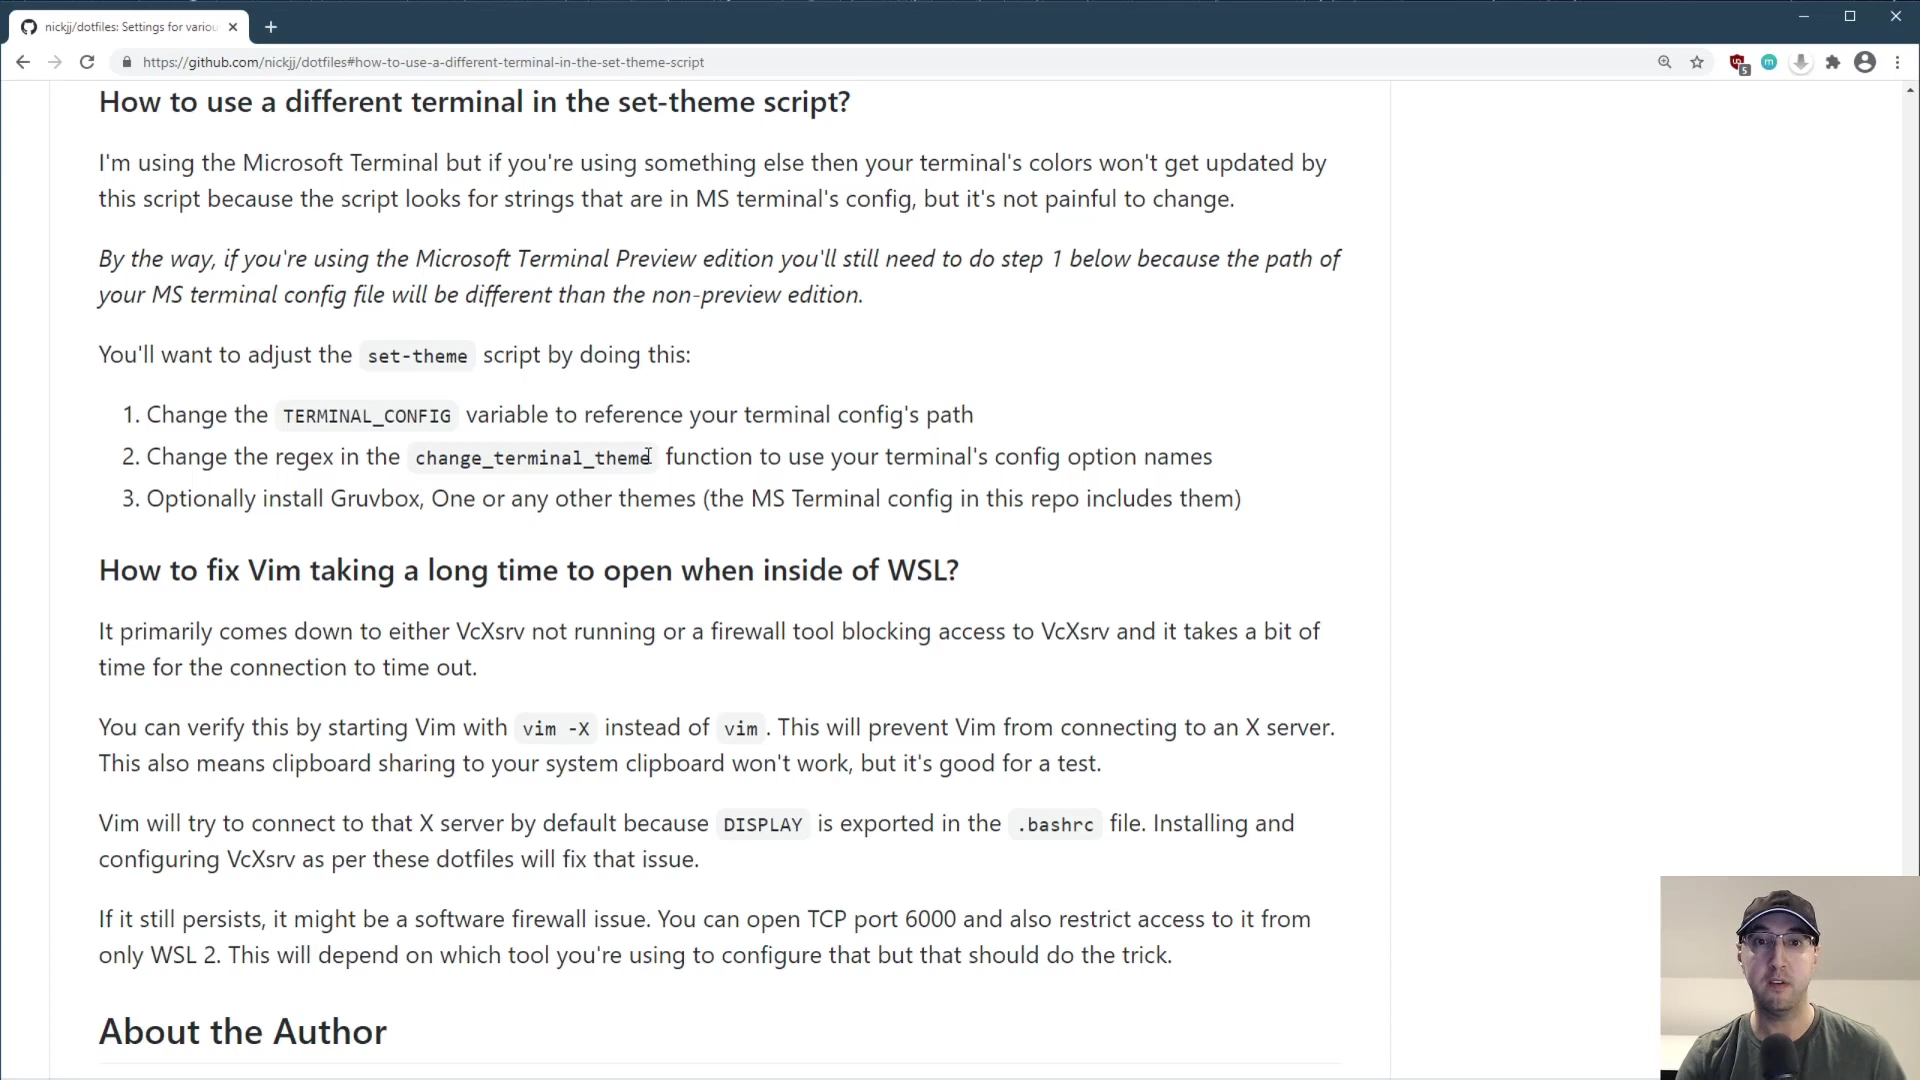 nickjj/dotfiles: Settings for variou
https://github.com/nickjj/dotfiles#how-to-use-a-different-terminal-in-the-set-theme-script
5
m
How to use a different terminal in the set-theme script?
I'm using the Microsoft Terminal but if you're using something else then your terminal's colors won't get updated by
this script because the script looks for strings that are in MS terminal's config, but it's not painful to change.
By the way, if you're using the Microsoft Terminal Preview edition you'll still need to do step 1 below because the path of
your MS terminal config file will be different than the non-preview edition.
You'll want to adjust the set-theme script by doing this:
1. Change the TERMINAL_CONFIG variable to reference your terminal config's path
2. Change the regex in the change_terminal_theme function to use your terminal's config option names
3. Optionally install Gruvbox, One or any other themes (the MS Terminal config in this repo includes them)
How to fix Vim taking a long time to open when inside of WSL?
It primarily comes down to either VcXsrv not running or a firewall tool blocking access to VcXsrv and it takes a bit of
time for the connection to time out.
You can verify this by starting Vim with vim -X instead of vim. This will prevent Vim from connecting to an X server.
This also means clipboard sharing to your system clipboard won't work, but it's good for a test.
Vim will try to connect to that X server by default because DISPLAY is exported in the .bashrc file. Installing and
configuring VcXsrv as per these dotfiles will fix that issue.
If it still persists, it might be a software firewall issue. You can open TCP port 6000 and also restrict access to it from
only WSL 2. This will depend on which tool you're using to configure that but that should do the trick.
About the Author